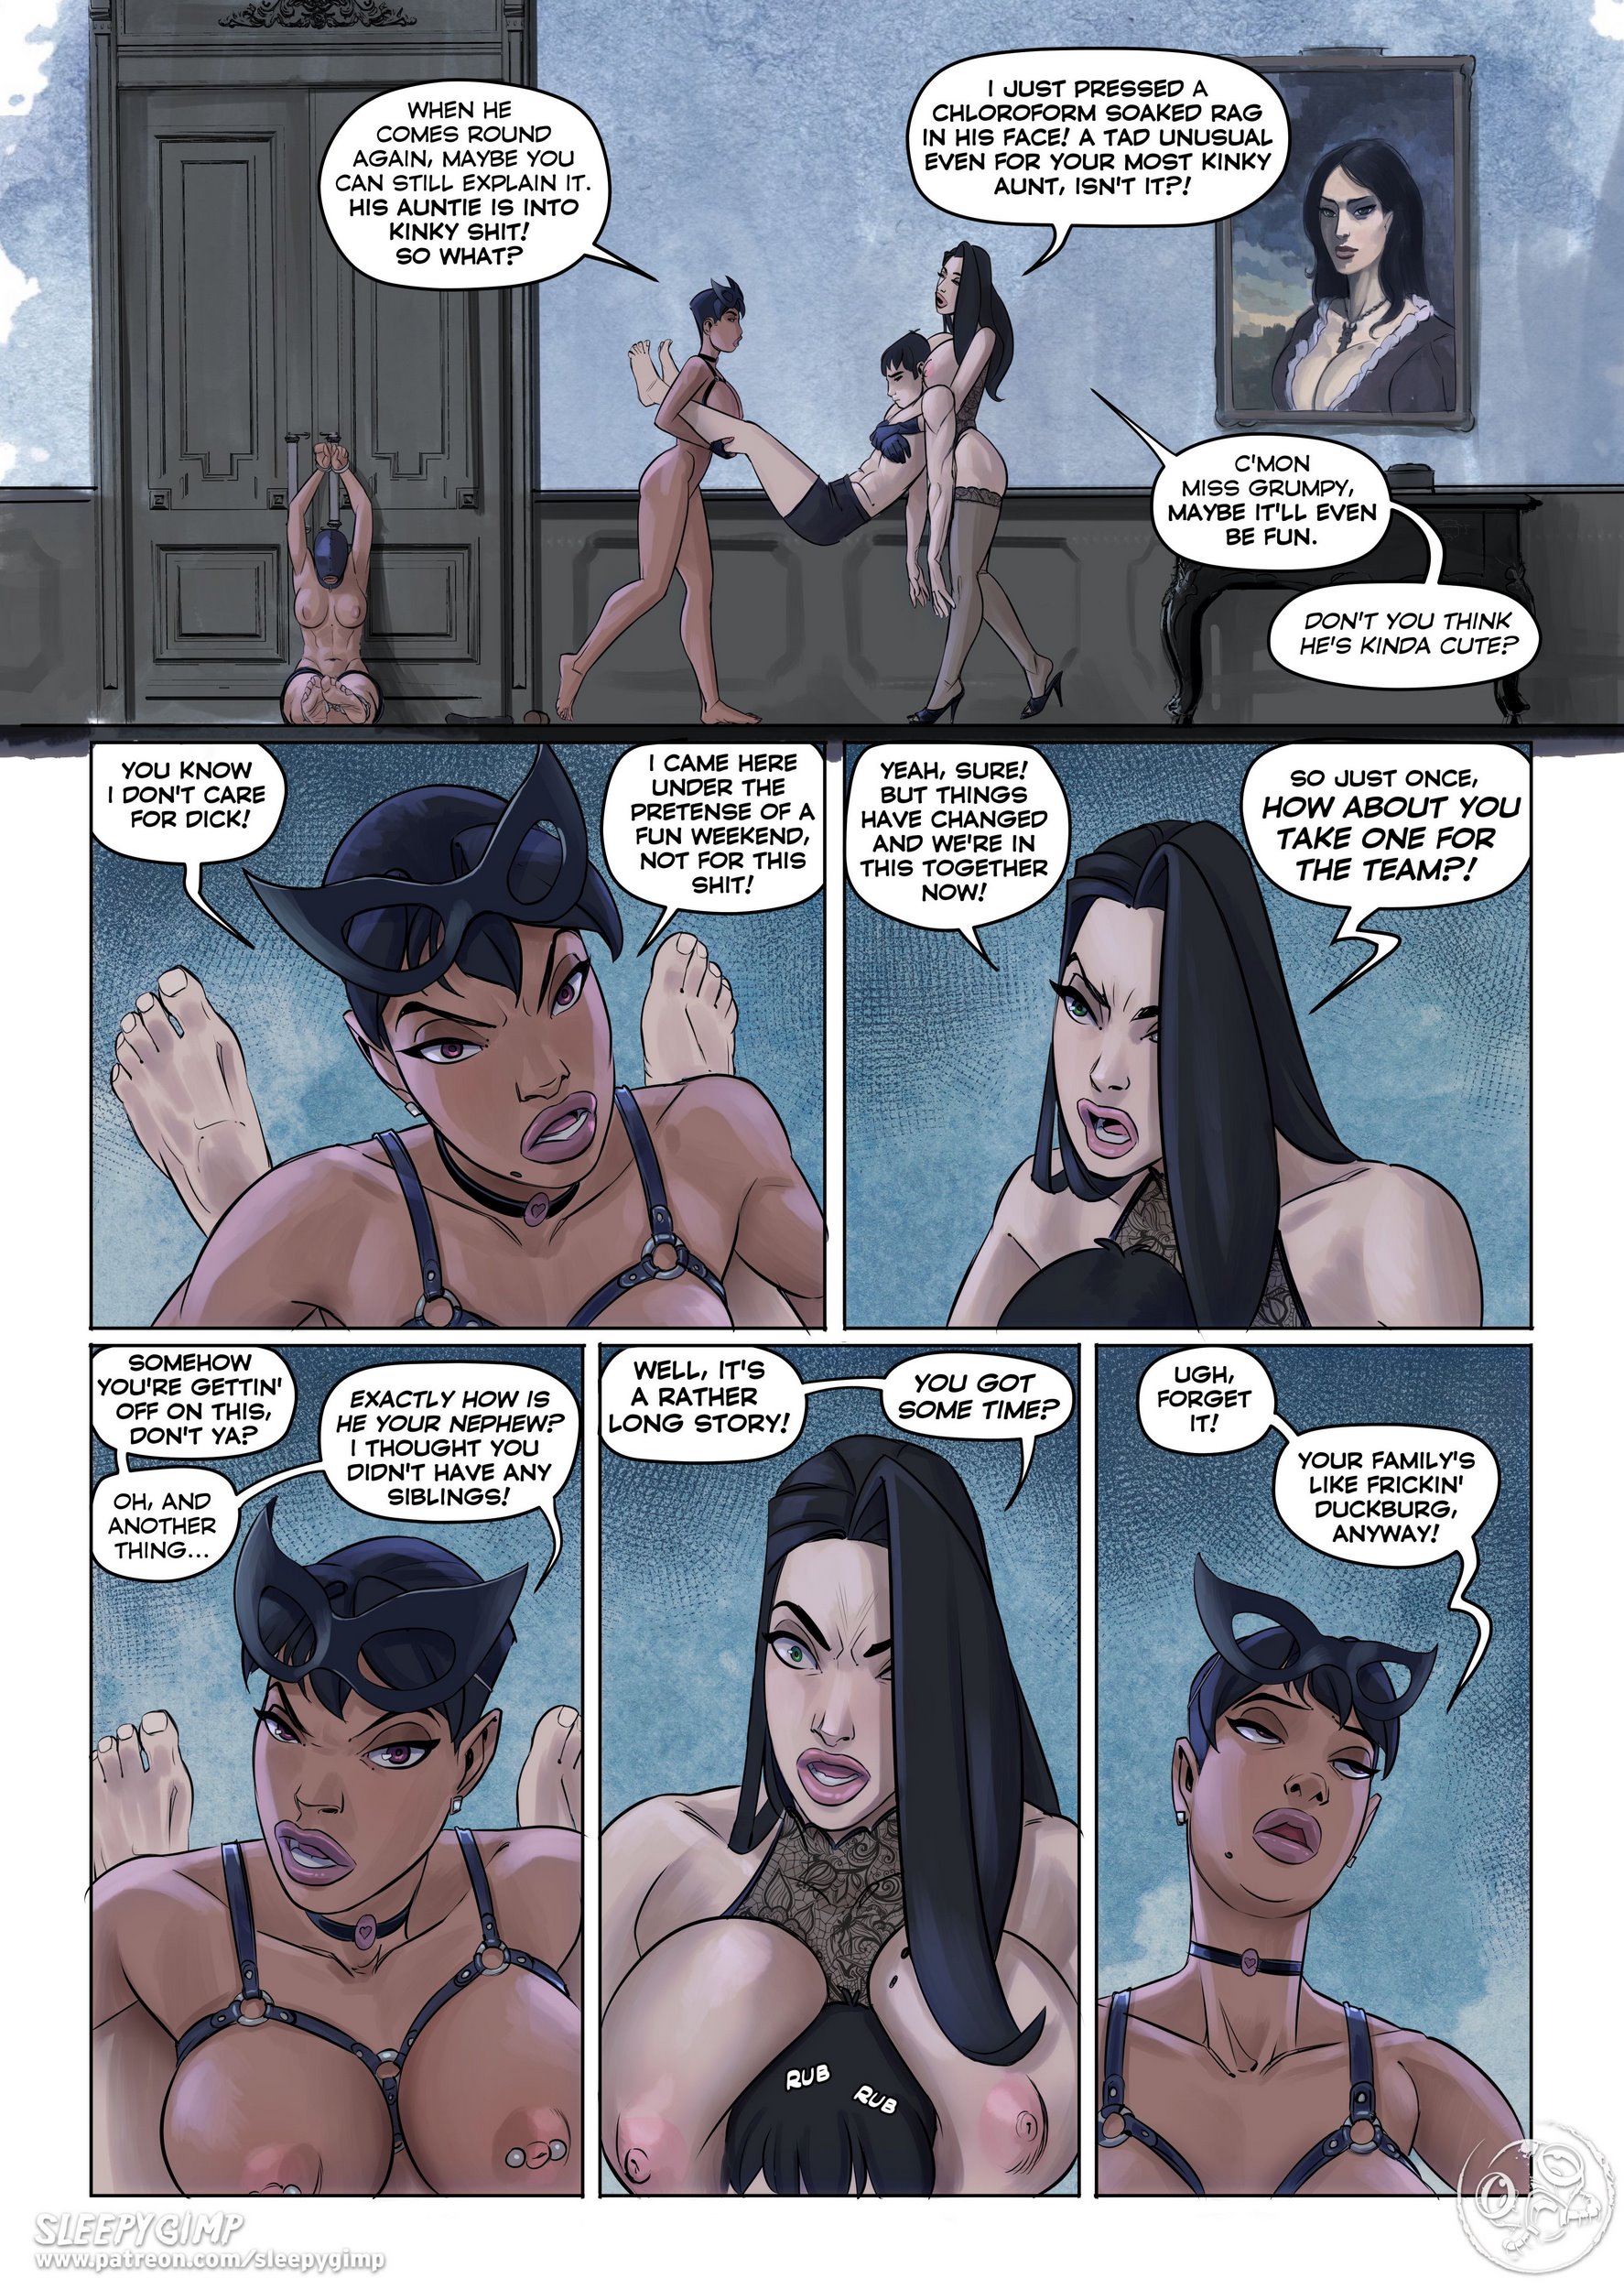 WHEN HE
COMES ROUND
AGAIN, MAYBE YOU
CAN STILL EXPLAIN IT.
HIS AUNTIE IS INTO
KINKY SHIT!
SO WHAT?
I JUST PRESSED A
CHLOROFORM SOAKED RAG
IN HIS FACE! A TAD UNUSUAL
EVEN FOR YOUR MOST KINKY
AUNT, ISN'T IT?!
C'MON
MISS GRUMPY,
MAYBE IT'LL EVEN
BE FUN.
DON'T YOU THINK
HE'S KINDA CUTE?
YOU KNOW
I DON'T CARE
FOR DICK!
I CAME HERE
UNDER THE
PRETENSE OF A
FUN WEEKEND,
NOT FOR THIS
SHIT!
YEAH, SURE!
BUT THINGS
HAVE CHANGED
AND WE'RE IN
THIS TOGETHER
NOW!
SO JUST ONCE,
HOW ABOUT YOU
TAKE ONE FOR
THE TEAM?!
SOMEHOW
YOU'RE GETTIN'
OFF ON THIS,
DON'T YA?
OH, AND
ANOTHER
THING...
EXACTLY HOW IS
HE YOUR NEPHEW?
I THOUGHT YOU
DIDN'T HAVE ANY
SIBLINGS!
WELL, IT'S
A RATHER
LONG STORY!
YOU GOT
SOME TIME?
RUB
RUB
UGH,
FORGET
IT!
YOUR FAMILY'S
LIKE FRICKIN'
DUCKBURG,
ANYWAY!
SLEEPYGIMP
www.patreon.com/sleepygimp